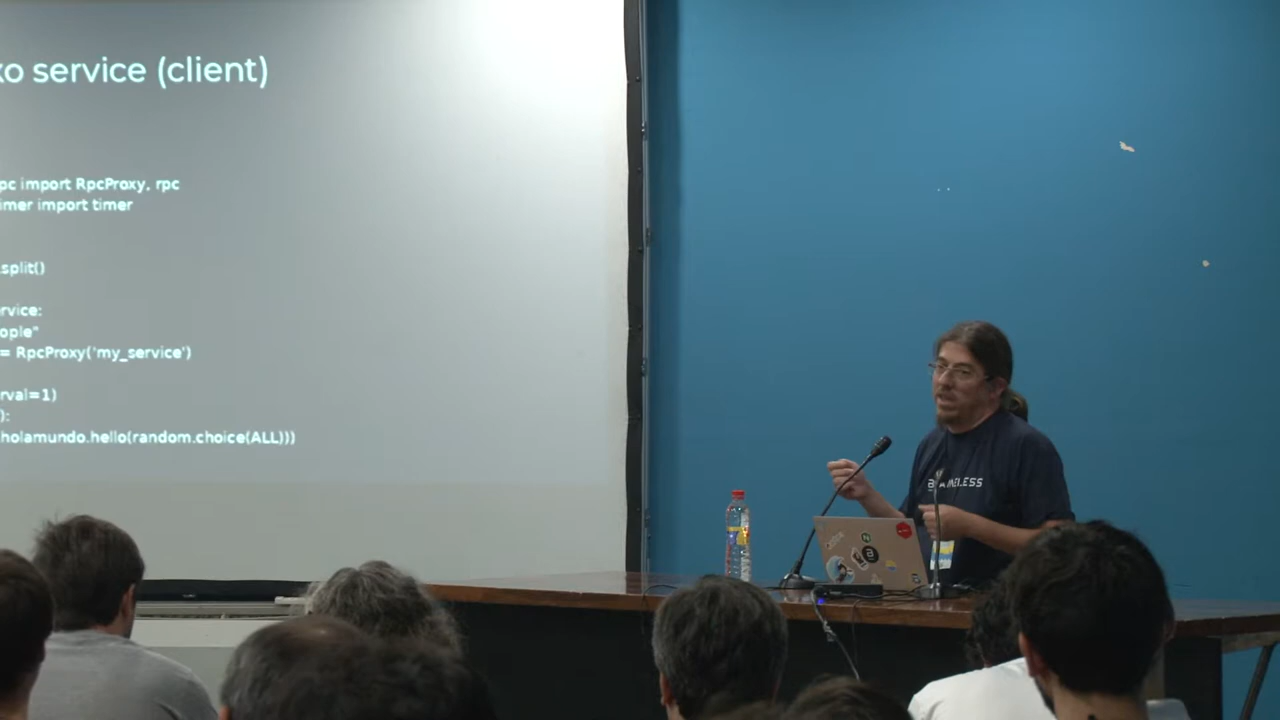 ko service (client)
pc import RpcProxy, rpc
imer import timer
split()
rvice:
ople"
= RpcProxy('my_service')
rval=1)
):
holamundo.hello(random.choice(ALL)))